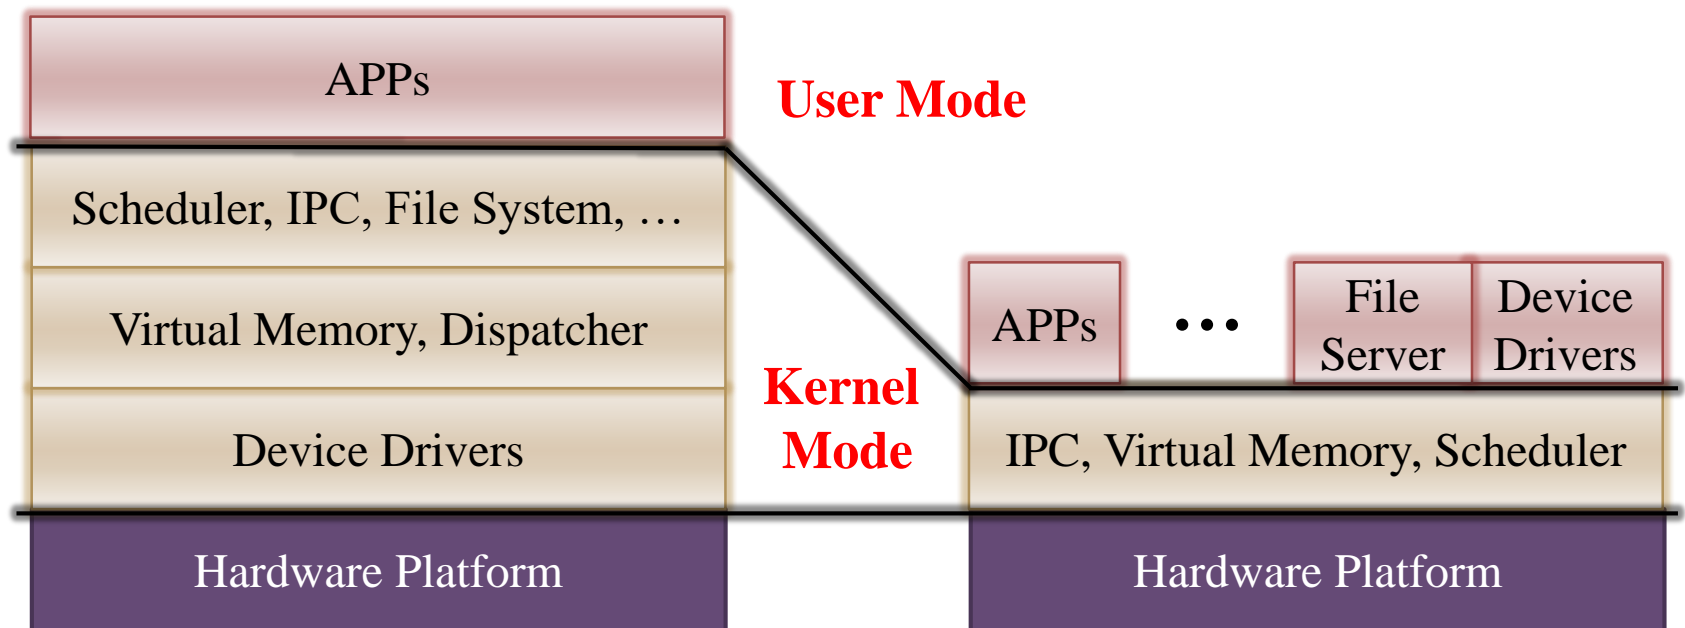 APPs
User Mode
Scheduler, IPC, File System, …
Virtual Memory, Dispatcher
Device Drivers
Hardware Platform
Kernel
Mode
APPs
…
File
Server
Device
Drivers
IPC, Virtual Memory, Scheduler
Hardware Platform